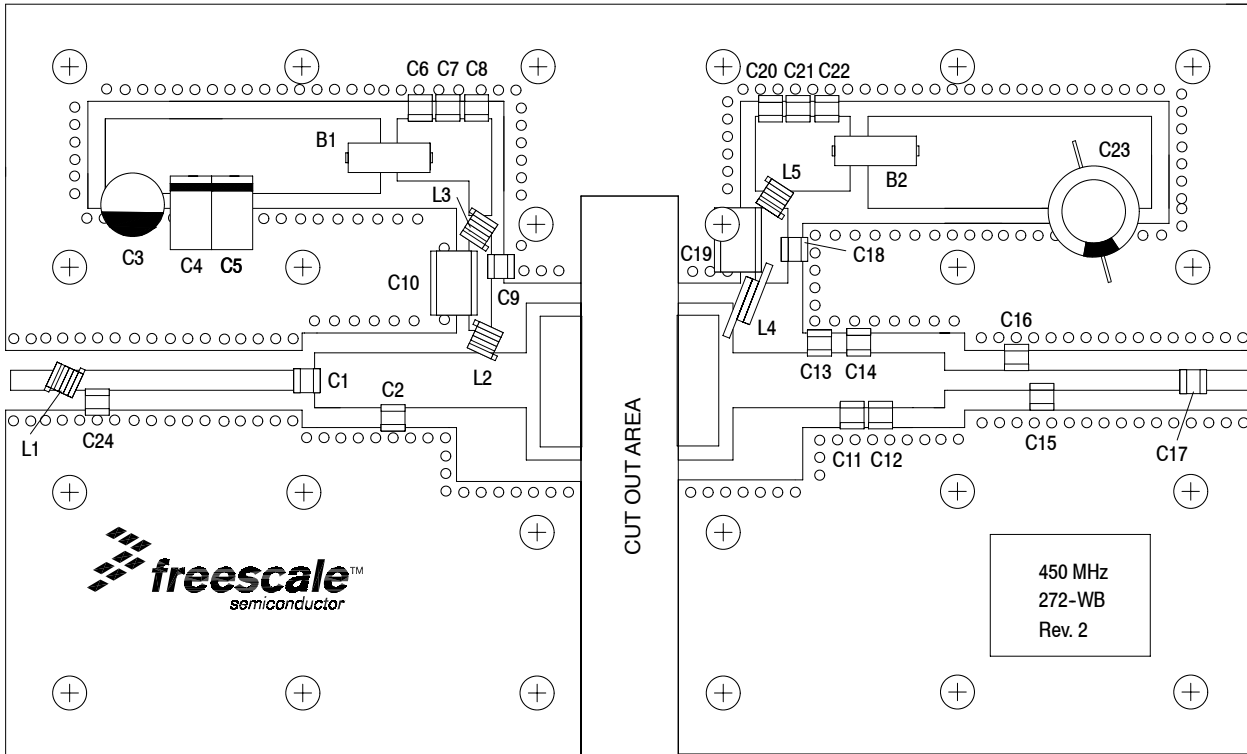 C6 C7 C8
C20 C21 C22
B1
C23
B2
L3
L5
C3
C4
C5
C10
C9
C19
C18
L4
L2
C16
C1
C2
C13 C14
L1
C24
C11 C12
C15
C17
CUT OUT AREA
freescale™
semiconductor
450 MHz
272-WB
Rev. 2